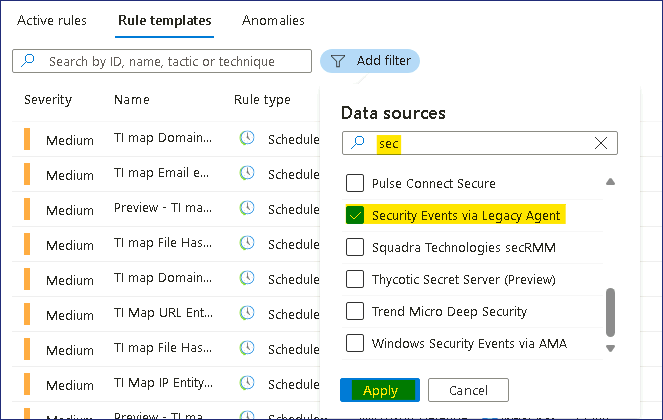 Active rules Rule templates Anomalies
Search by ID, name, tactic or technique Add filter
Severity Name Rule type
Data sources
sec
Medium TI map Domain... Schedule
Medium TI map Email e... Schedule
Medium Preview - TI ma... Schedule
Medium TI map File Has... Schedule
Medium TI map Domain... Schedule
Medium TI Map URL Enti... Schedule
Medium TI map File Has... Schedule
Medium TI Map IP Entity... Schedule
Medium Preview - TI ma... Schedule
Pulse Connect Secure
Security Events via Legacy Agent
Squadra Technologies secRMM
Thycotic Secret Server (Preview)
Trend Micro Deep Security
Windows Security Events via AMA
Apply Cancel